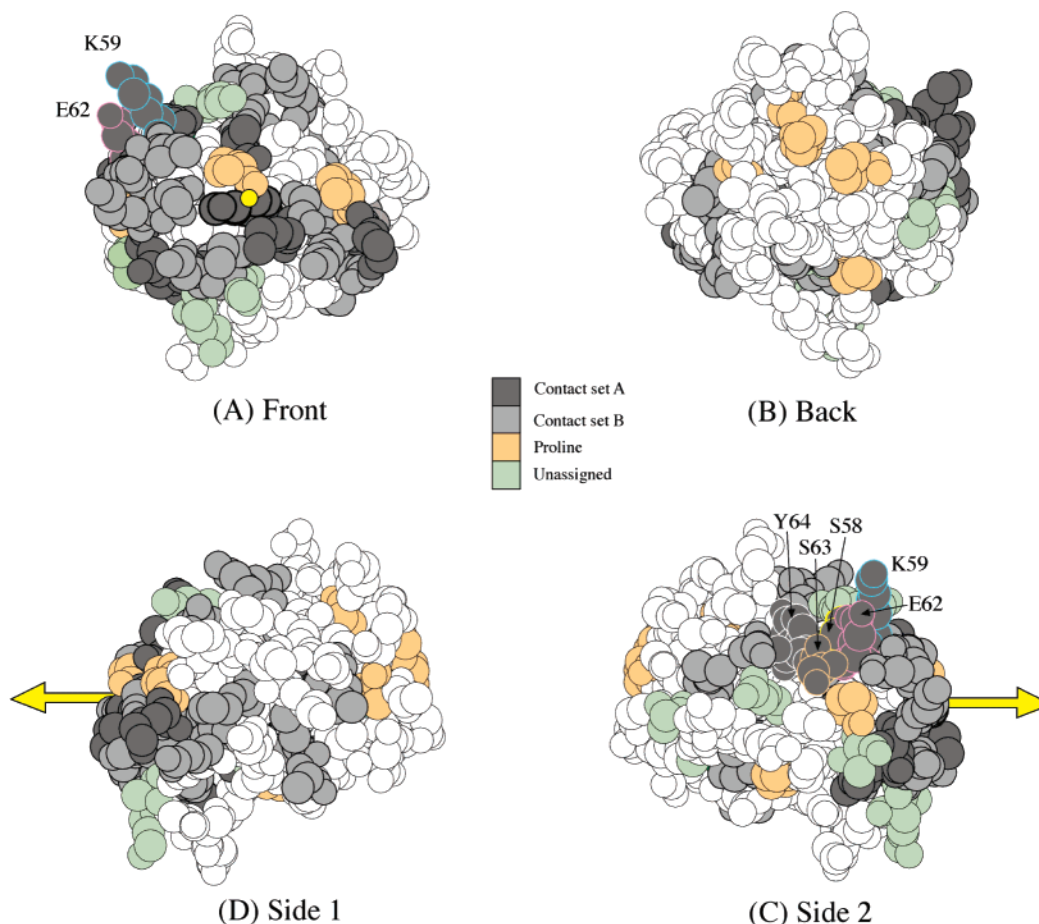 K59
E62
(A) Front
(B) Back
Contact set A
Contact set B
Proline
Unassigned
Y64
S58
S63
K59
E62
(D) Side 1
(C) Side 2